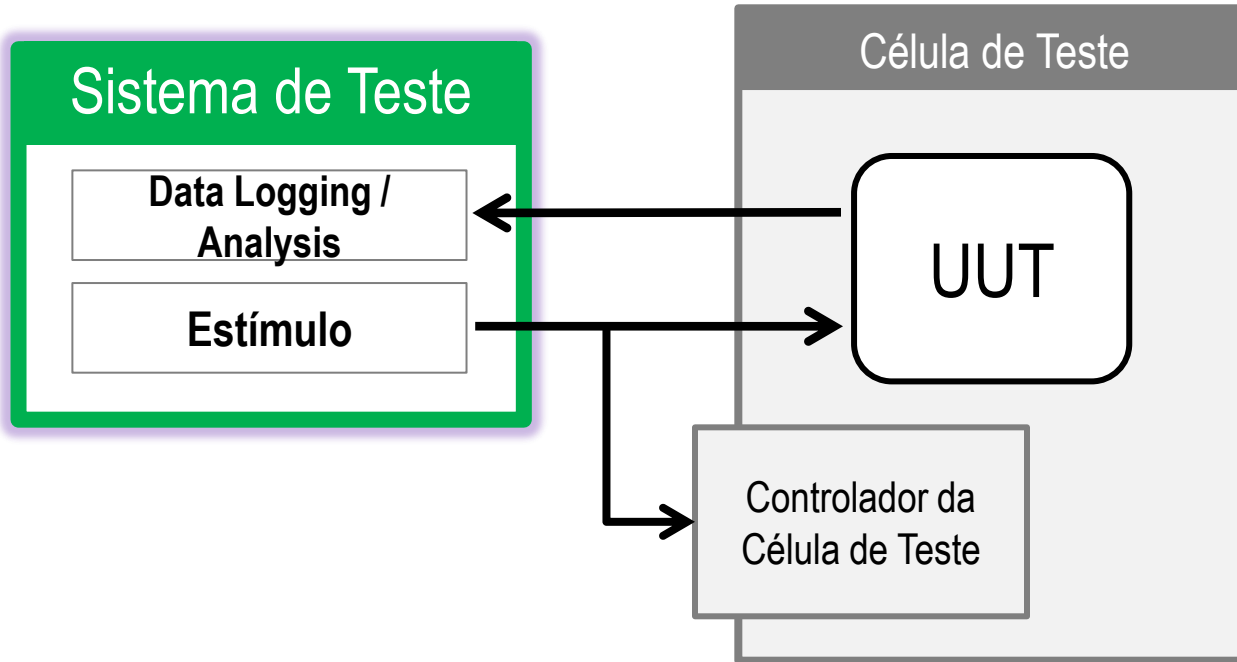 Sistema de Teste
Data Logging /
Analysis
Estímulo
Célula de Teste
UUT
Controlador da
Célula de Teste